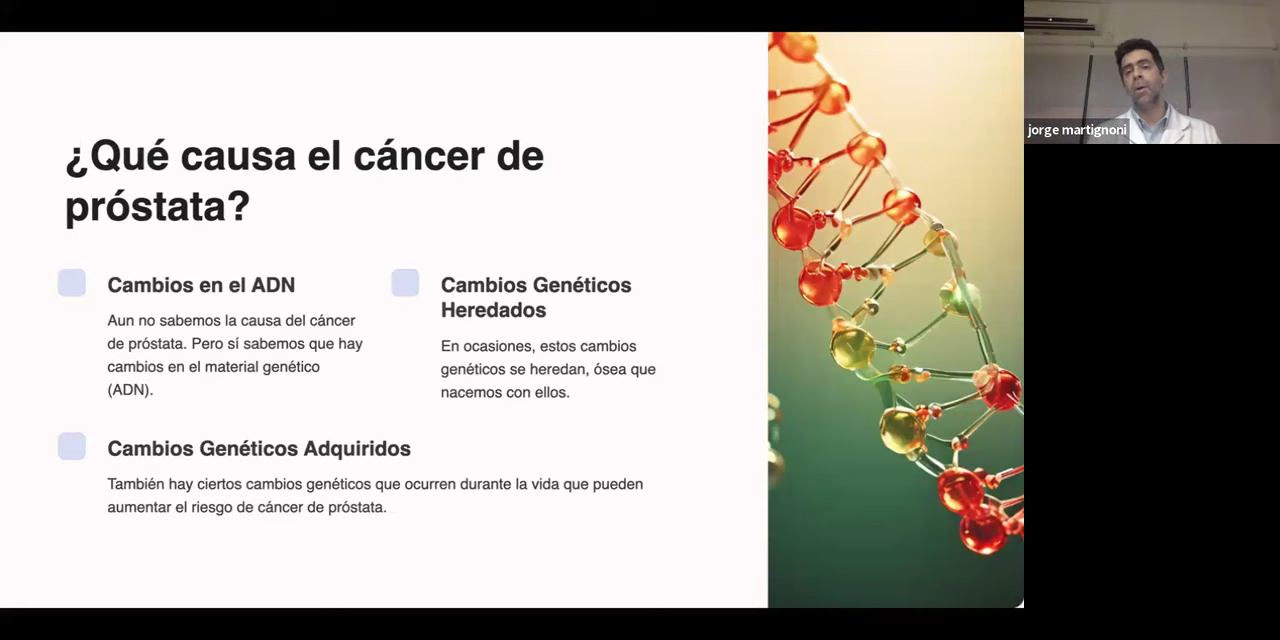 ¿Qué causa el cáncer de
próstata?
Cambios en el ADN
Aun no sabemos la causa del cáncer
de próstata. Pero sí sabemos que hay
cambios en el material genético
(ADN).
Cambios Genéticos
Heredados
En ocasiones, estos cambios
genéticos se heredan, ósea que
nacemos con ellos.
Cambios Genéticos Adquiridos
También hay ciertos cambios genéticos que ocurren durante la vida que pueden
aumentar el riesgo de cáncer de próstata.
jorge martignoni